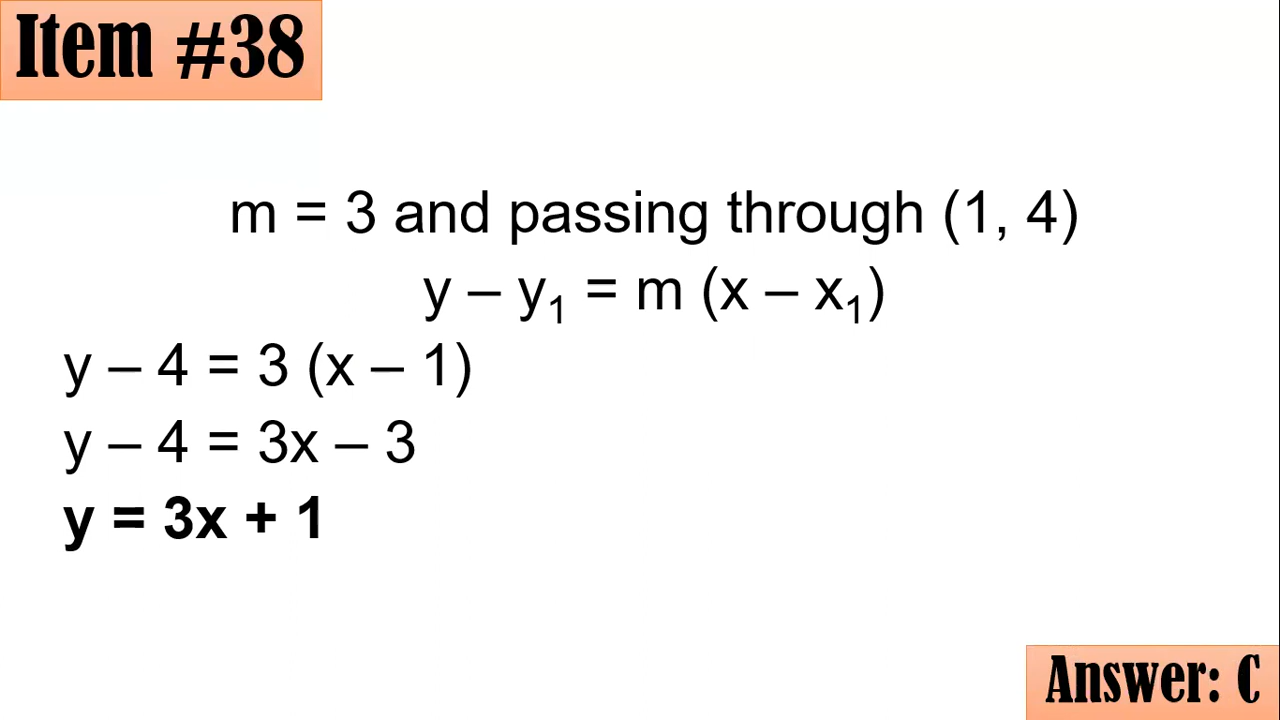 Item #38
m = 3 and passing through (1, 4)
y – y₁ = m (x – x₁)
y – 4 = 3 (x – 1)
y – 4 = 3x – 3
y = 3x + 1
Answer: C